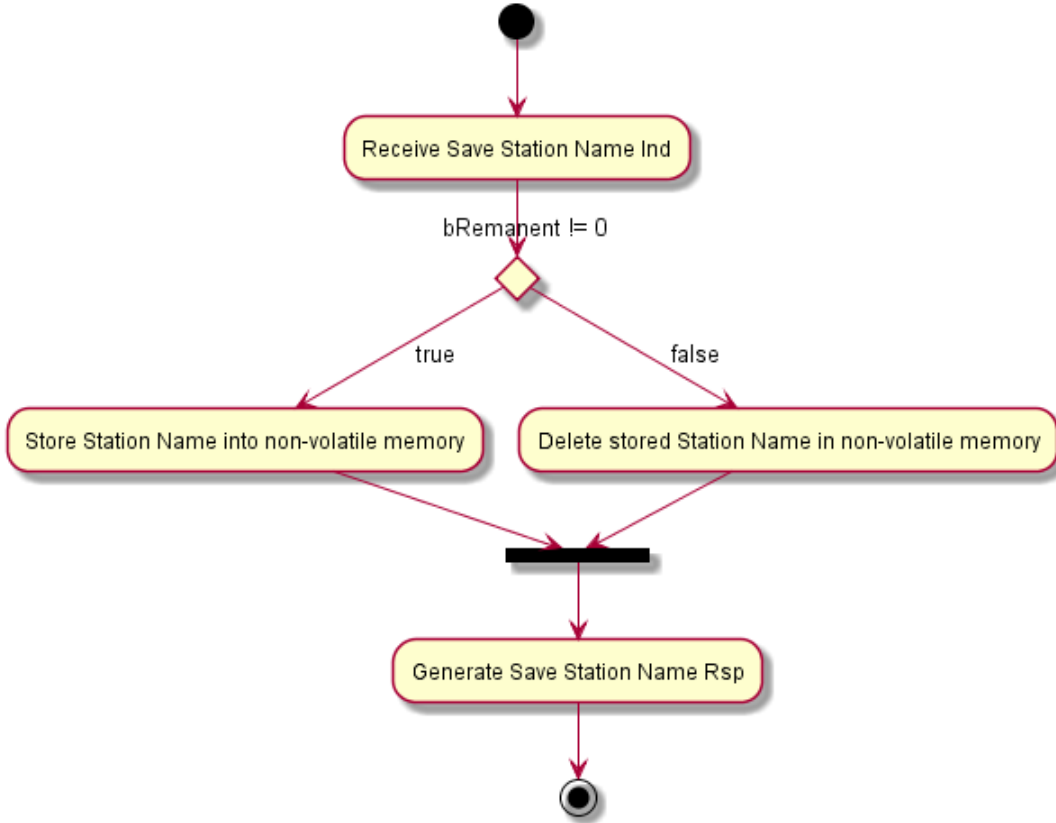 Receive Save Station Name Ind
bRemanent != 0
true
false
Store Station Name into non-volatile memory
Delete stored Station Name in non-volatile memory
Generate Save Station Name Rsp